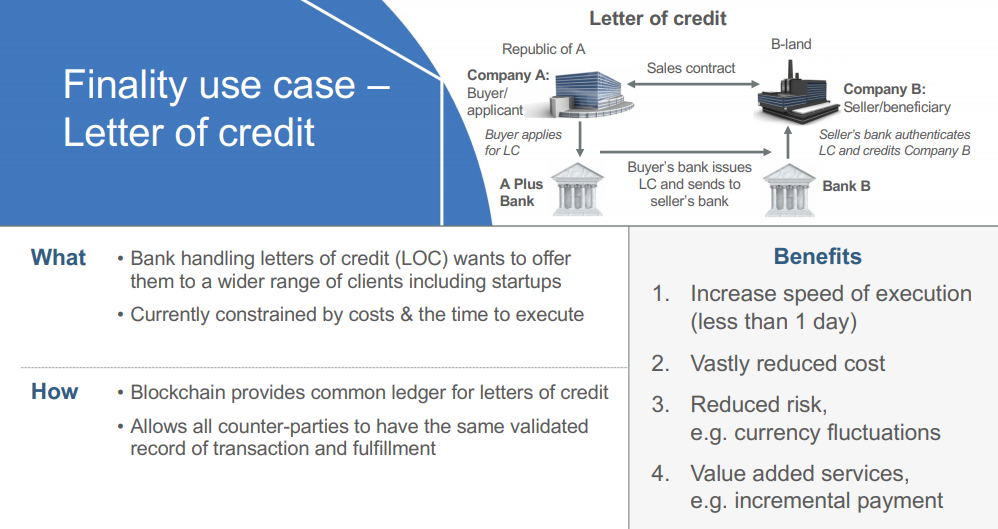 Finality use case –
Letter of credit
Letter of credit
Republic of A
B-land
Company A:
Buyer/
applicant
Sales contract
Company B:
Seller/beneficiary
Buyer applies
for LC
Seller's bank authenticates
LC and credits Company B
A Plus
Bank
Buyer's bank issues
LC and sends to
seller's bank
Bank B
What
• Bank handling letters of credit (LOC) wants to offer
them to a wider range of clients including startups
• Currently constrained by costs & the time to execute
How
• Blockchain provides common ledger for letters of credit
• Allows all counter-parties to have the same validated
record of transaction and fulfillment
Benefits
1. Increase speed of execution
(less than 1 day)
2. Vastly reduced cost
3. Reduced risk,
e.g. currency fluctuations
4. Value added services,
e.g. incremental payment